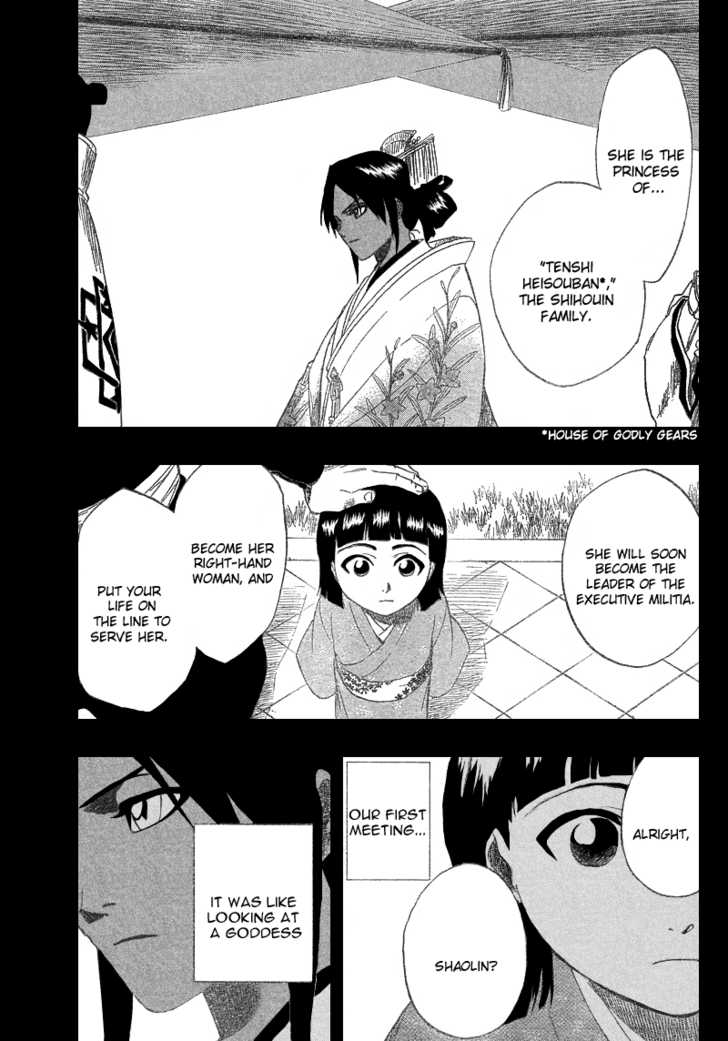 SHE IS THE
PRINCESS
OF...
"TENSHI
HEISOUBAN*,"
THE SHIHOUIN
FAMILY.
*HOUSE OF GODLY GEARS
SHE WILL SOON
BECOME THE
LEADER OF THE
EXECUTIVE MILITIA.
BECOME HER
RIGHT-HAND
WOMAN, AND
PUT YOUR
LIFE ON
THE LINE TO
SERVE HER.
ALRIGHT,
SHAOLIN?
OUR FIRST
MEETING...
IT WAS LIKE
LOOKING AT
A GODDESS